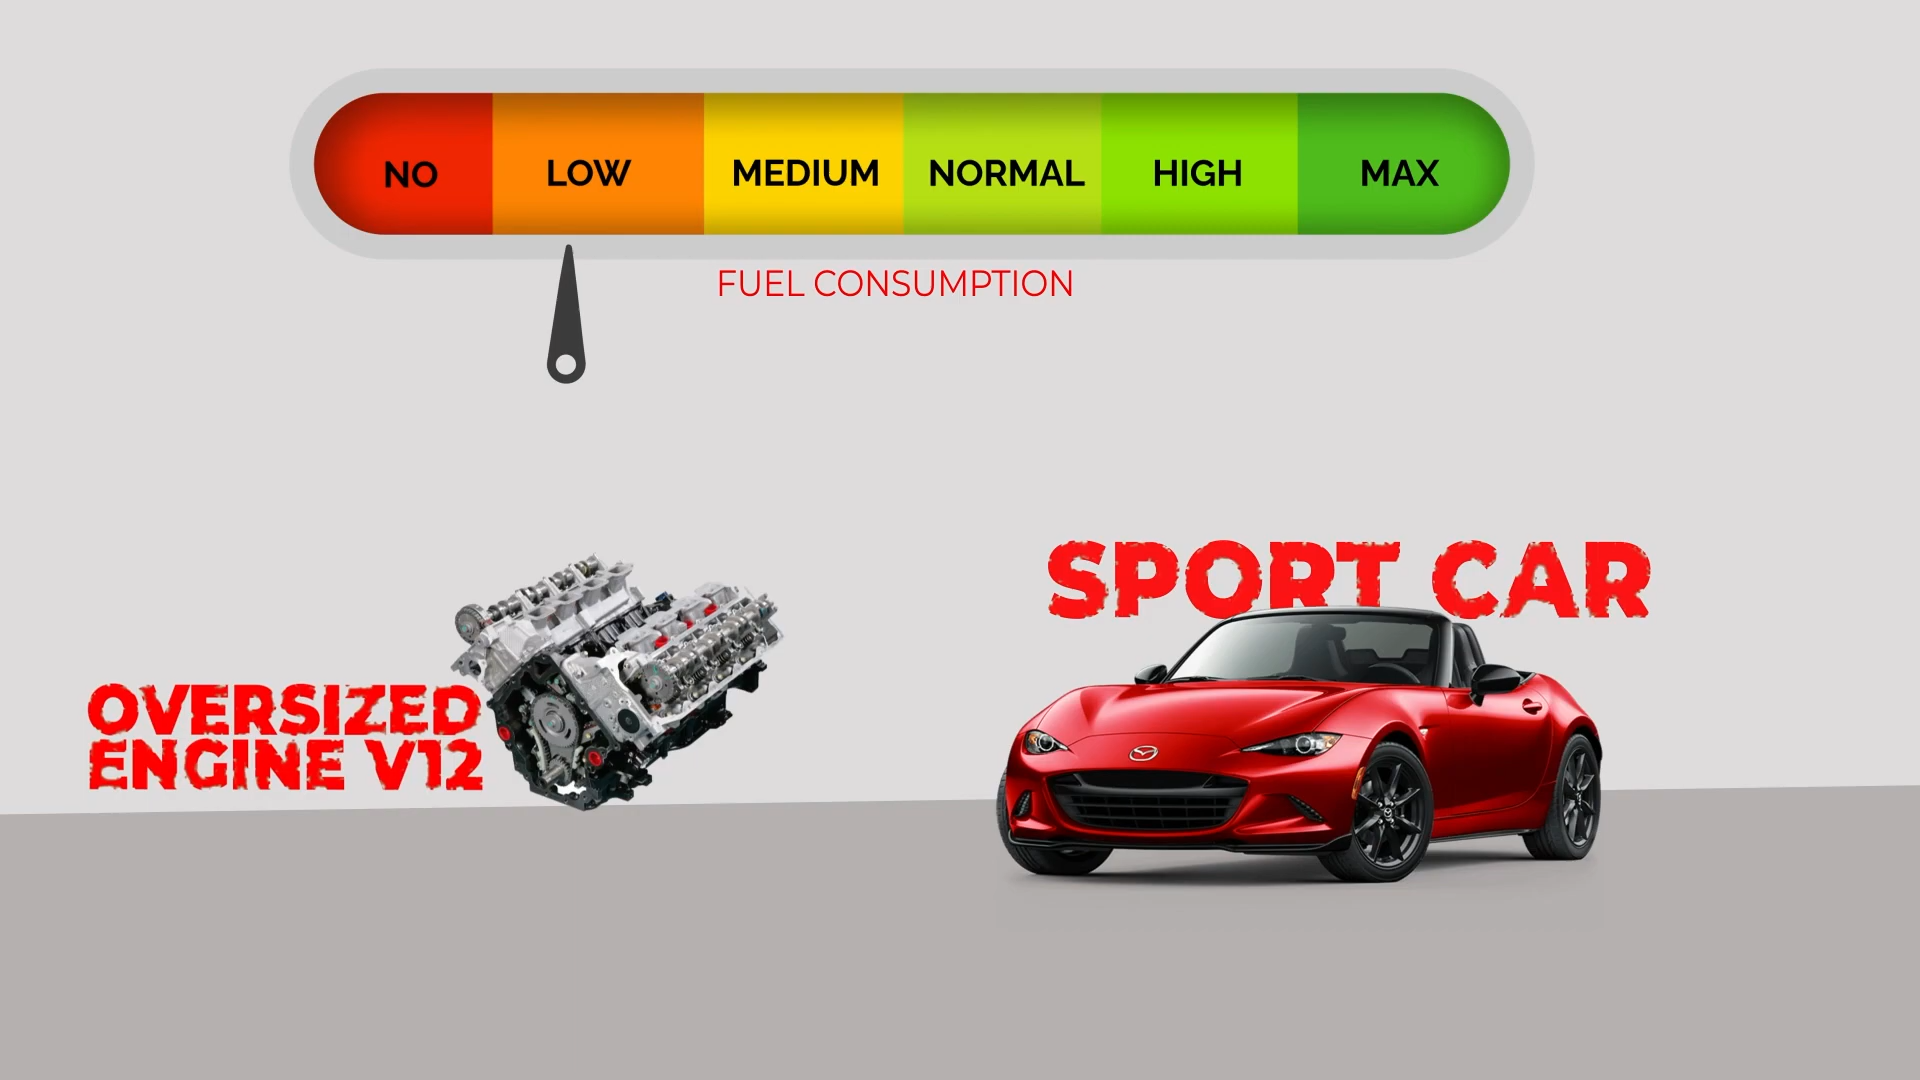 NO LOW MEDIUM NORMAL HIGH MAX
FUEL CONSUMPTION
SPORT CAR
OVERSIZED
ENGINE V12